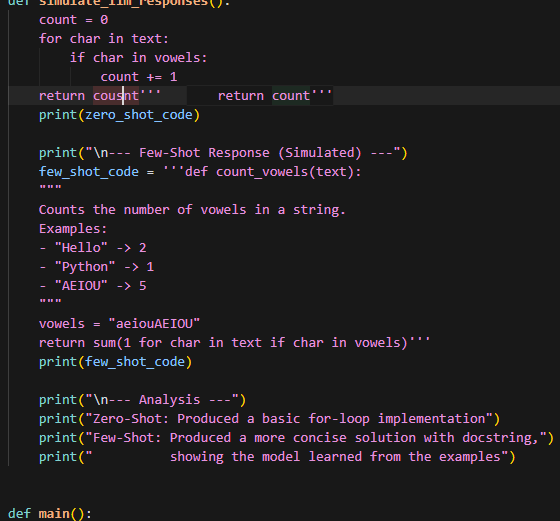 def simulate_llm_responses():
    count = 0
    for char in text:
        if char in vowels:
            count += 1
    return cousnt'''        return count'''
    print(zero_shot_code)

    print("\n--- Few-Shot Response (Simulated) ---")
    few_shot_code = '''def count_vowels(text):
    """
    Counts the number of vowels in a string.
    Examples:
    - "Hello" -> 2
    - "Python" -> 1
    - "AEIOU" -> 5
    """
    vowels = "aeiouAEIOU"
    return sum(1 for char in text if char in vowels)'''
    print(few_shot_code)

    print("\n--- Analysis ---")
    print("Zero-Shot: Produced a basic for-loop implementation")
    print("Few-Shot: Produced a more concise solution with docstring,")
    print("          showing the model learned from the examples")


def main():